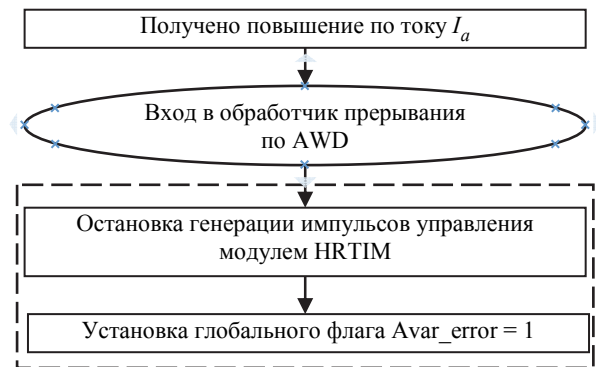 Получено повышение по току Iₐ
Вход в обработчик прерывания
по AWD
Остановка генерации импульсов управления
модулем HRTIM
Установка глобального флага Avar_error = 1